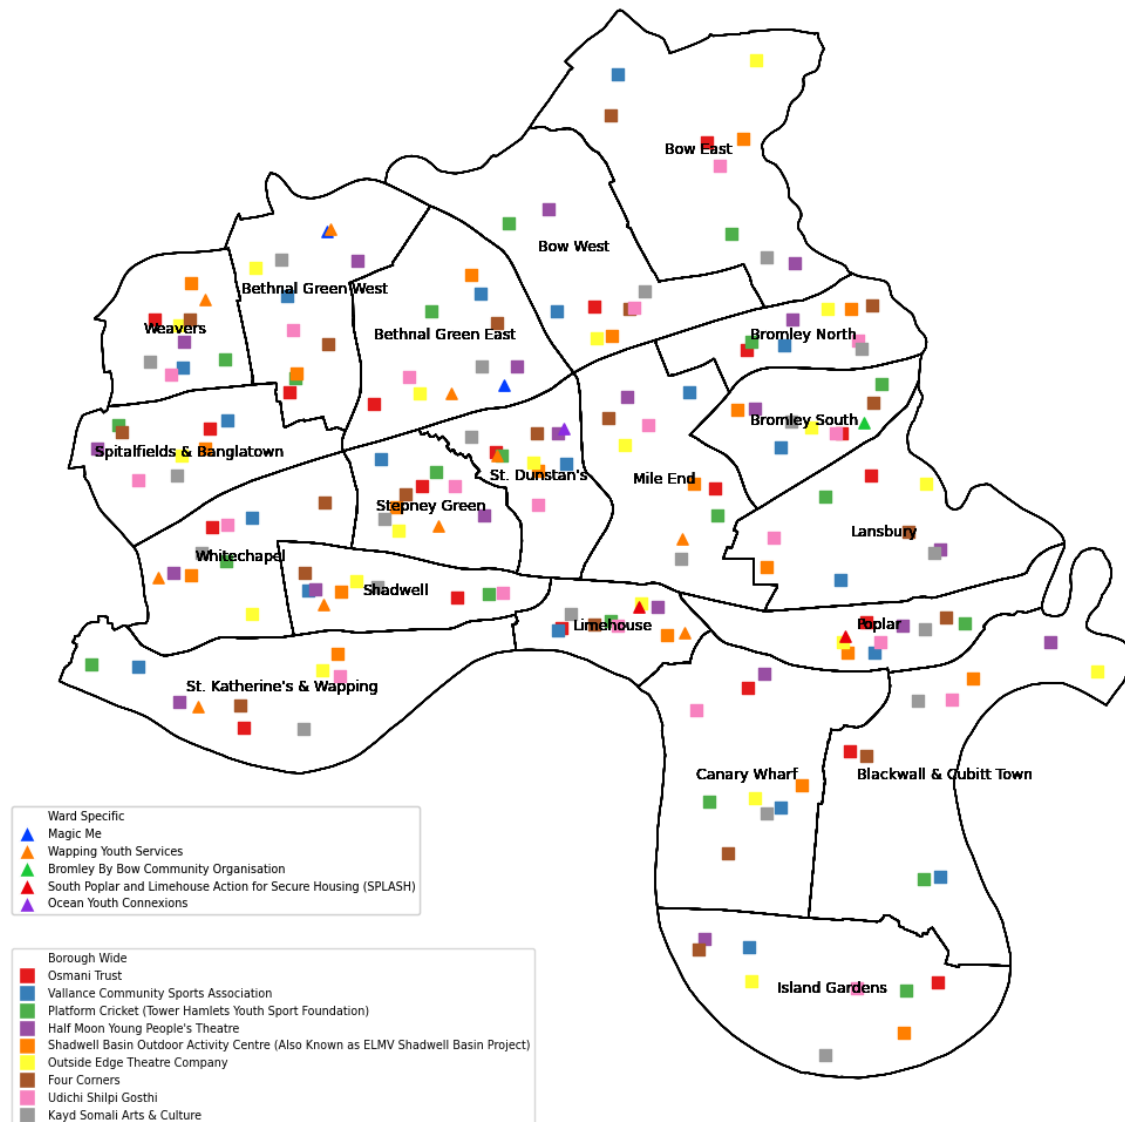 Bow East
Bow West
Bethnal Green West
Weavers
Bethnal Green East
Bromley North
Bromley South
Spitalfields & Banglatown
St. Dunstan's
Mile End
Stepney Green
Lansbury
Whitechapel
Shadwell
Limehouse
Poplar
St. Katherine's & Wapping
Canary Wharf
Blackwall & Cubitt Town
Island Gardens
Ward Specific
Magic Me
Wapping Youth Services
Bromley By Bow Community Organisation
South Poplar and Limehouse Action for Secure Housing (SPLASH)
Ocean Youth Connexions
Borough Wide
Osmani Trust
Vallance Community Sports Association
Platform Cricket (Tower Hamlets Youth Sport Foundation)
Half Moon Young People's Theatre
Shadwell Basin Outdoor Activity Centre (Also Known as ELMV Shadwell Basin Project)
Outside Edge Theatre Company
Four Corners
Udichi Shilpi Gosthi
Kayd Somali Arts & Culture